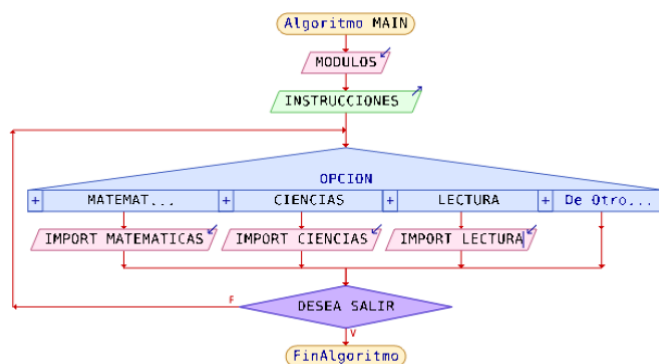 Algoritmo MAIN
MODULOS
INSTRUCCIONES
OPCION
+ MATEMAT... + CIENCIAS + LECTURA + De Otro...
IMPORT MATEMATICAS IMPORT CIENCIAS IMPORT LECTURA
F DESEA SALIR
V
FinAlgoritmo